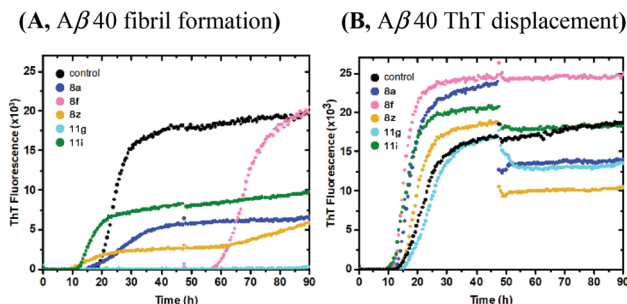 (A, Aβ40 fibril formation)
(B, Aβ40 ThT displacement)
ThT Fluorescence (x10³)
25
20
15
10
5
0
control
8a
8f
8z
11g
11i
0 10 20 30 40 50 60 70 80 90
Time (h)
ThT Fluorescence (x10³)
25
20
15
10
5
0
control
8a
8f
8z
11g
11i
0 10 20 30 40 50 60 70 80 90
Time (h)